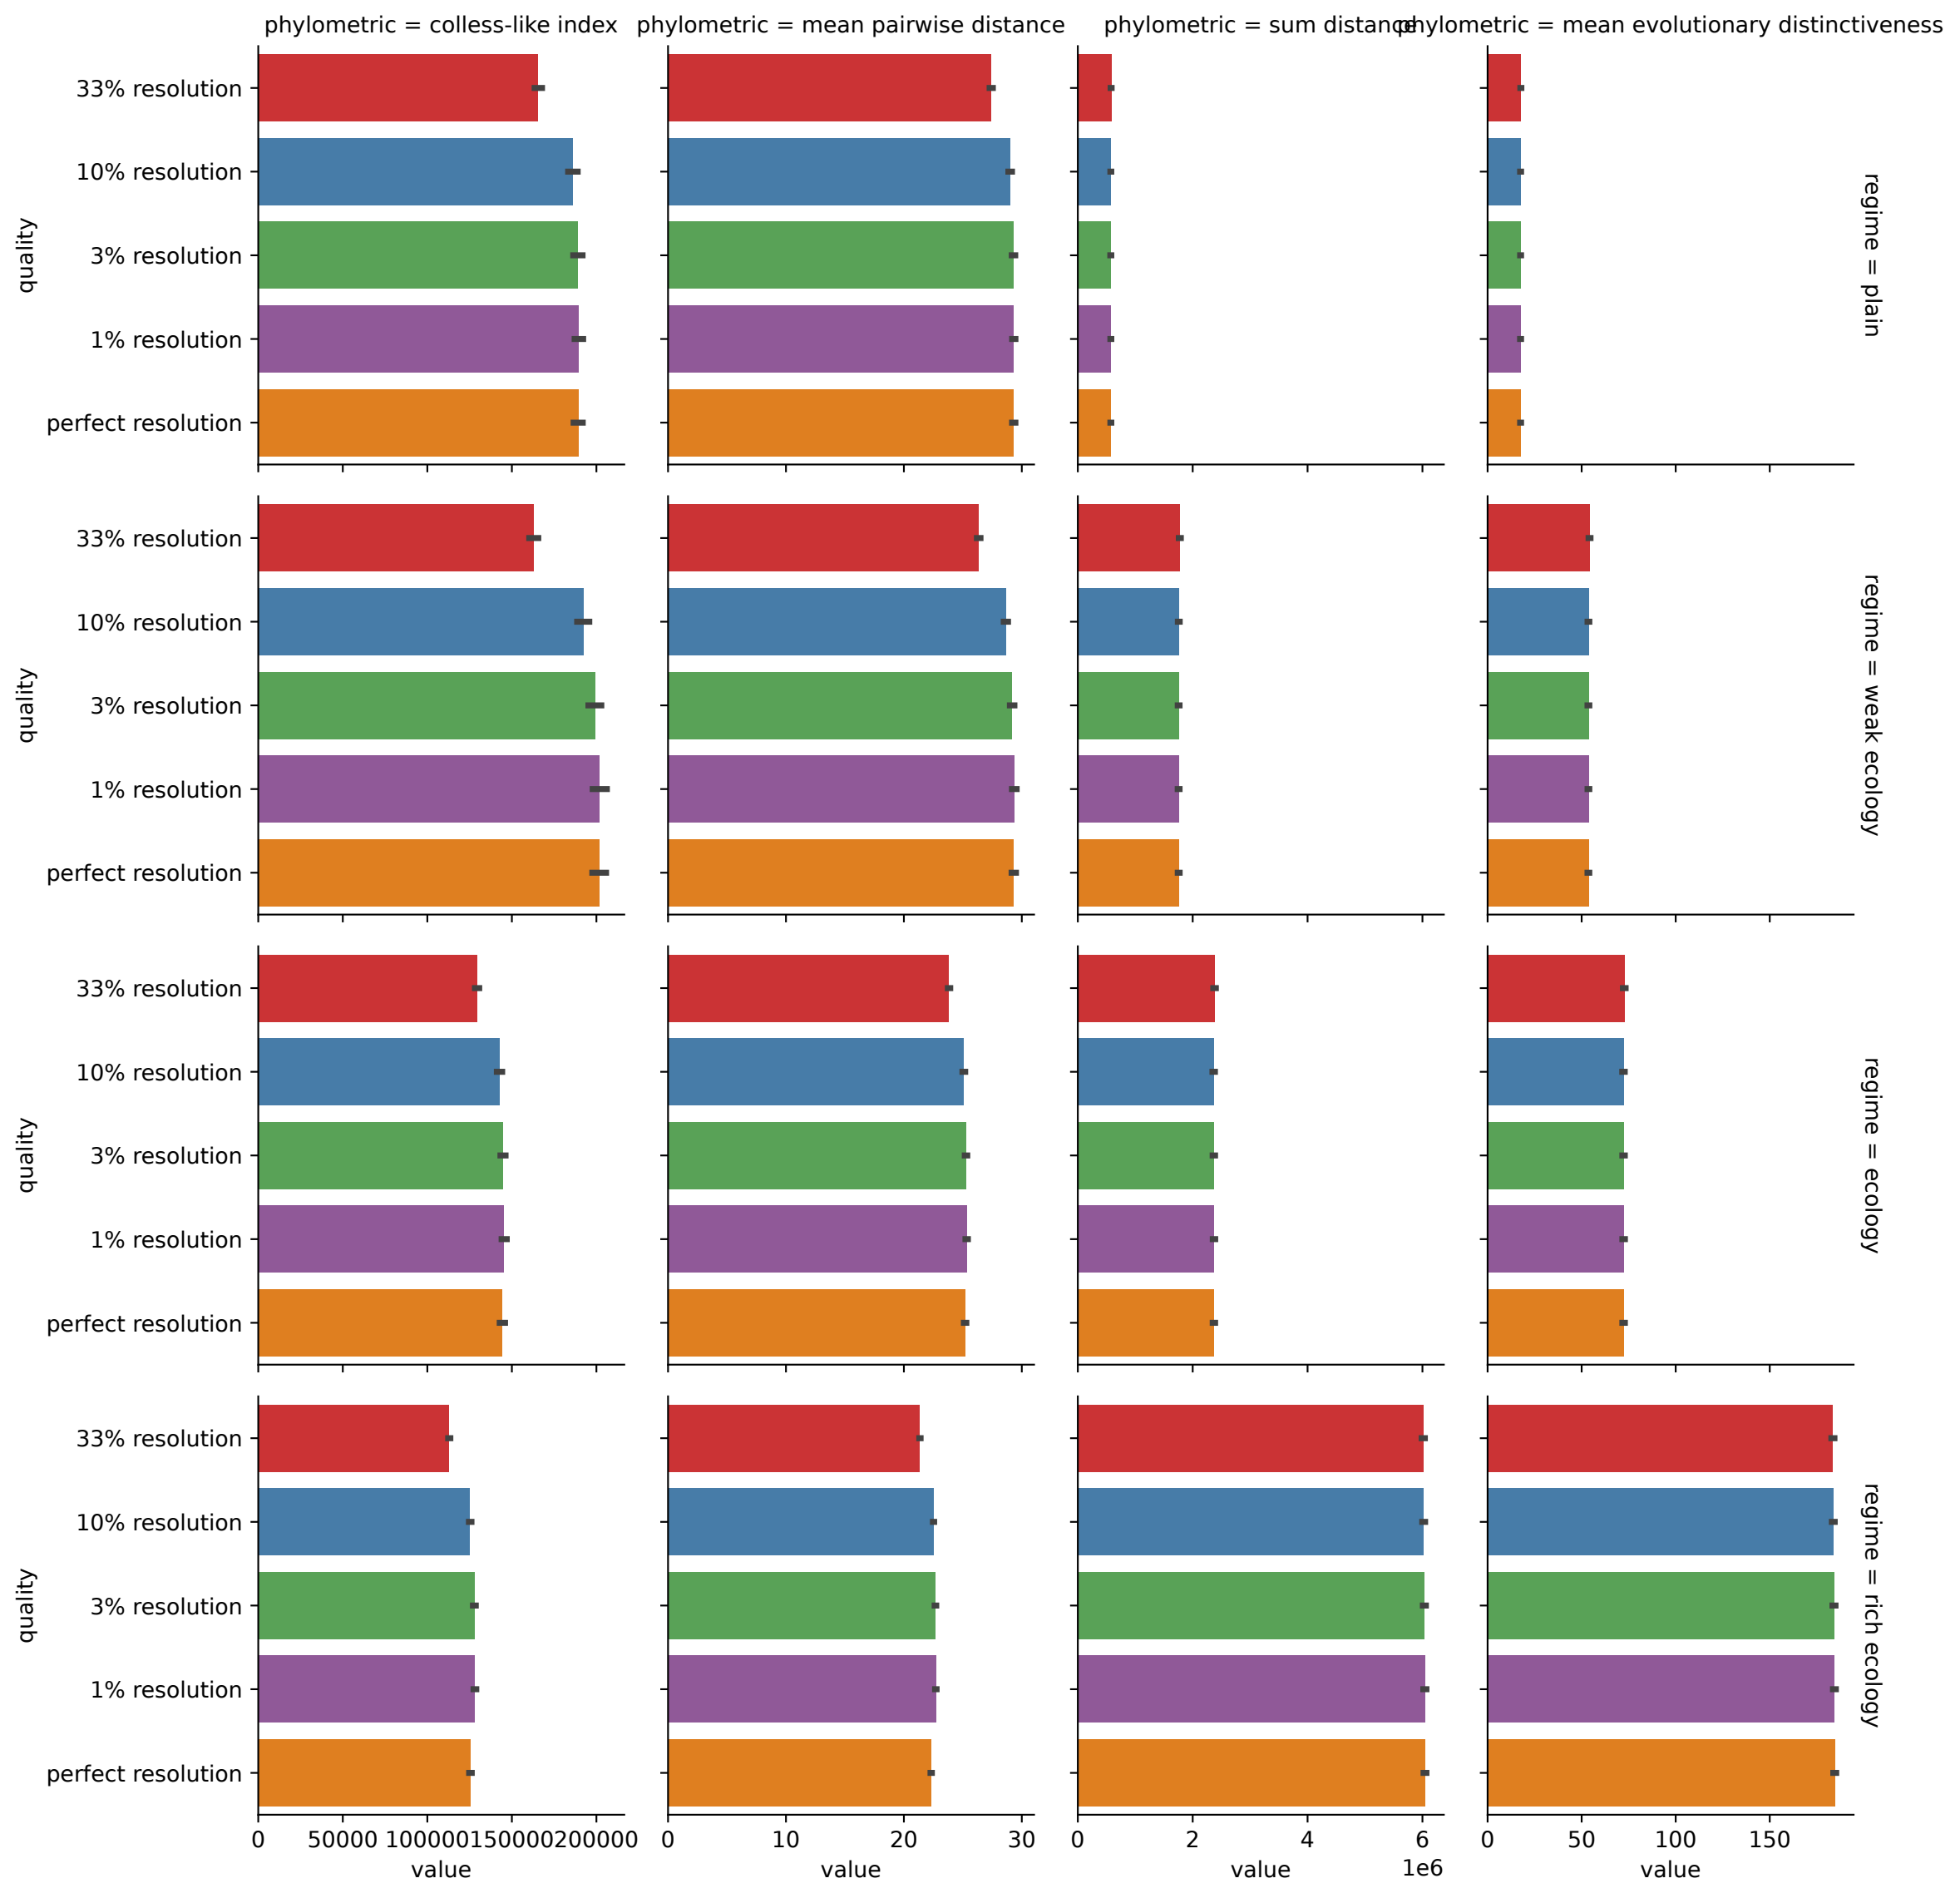 phylometric = colless-like index
phylometric = mean pairwise distance
phylometric = sum distance
phylometric = mean evolutionary distinctiveness
quality
33% resolution
10% resolution
3% resolution
1% resolution
perfect resolution
regime = plain
quality
33% resolution
10% resolution
3% resolution
1% resolution
perfect resolution
regime = weak ecology
quality
33% resolution
10% resolution
3% resolution
1% resolution
perfect resolution
regime = ecology
quality
33% resolution
10% resolution
3% resolution
1% resolution
perfect resolution
regime = rich ecology
0 50000 100000 150000 200000
value
0 10 20 30
value
0 2 4 6
1e6
value
0 50 100 150
value